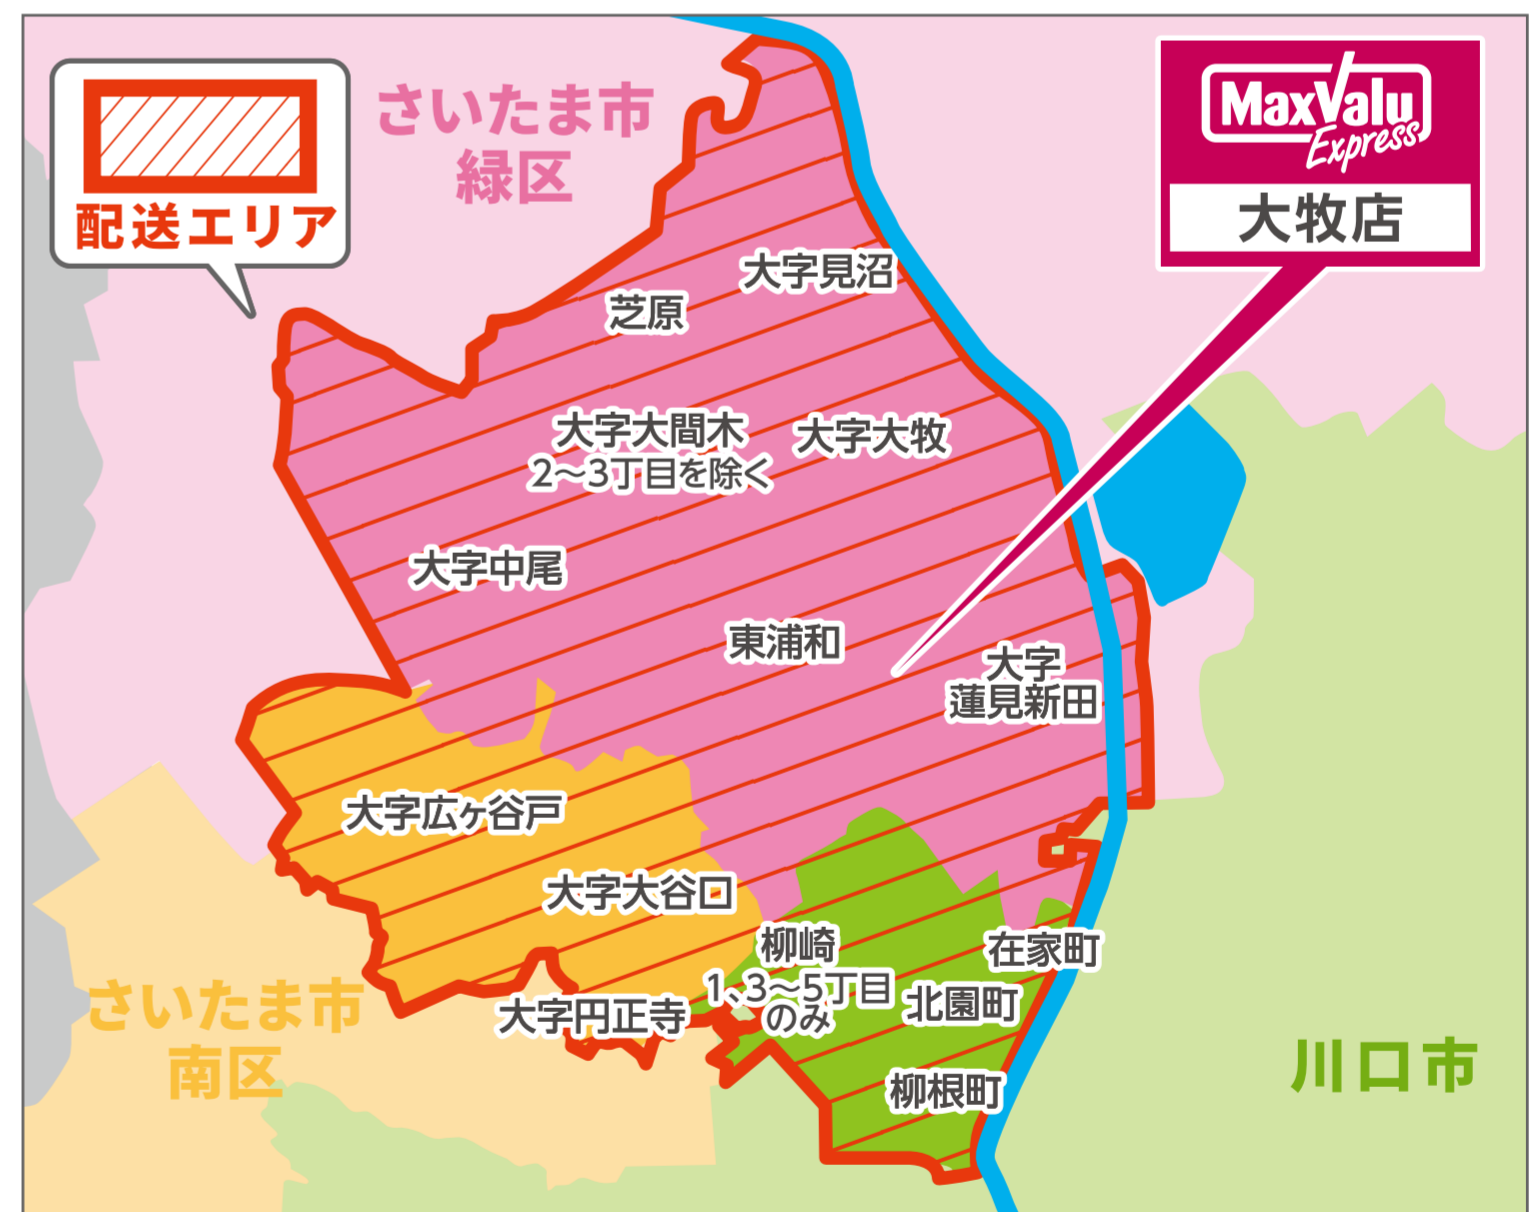 さいたま市
緑区
配送エリア
MaxValu
Express
大牧店
大字見沼
芝原
大字大間木
2～3丁目を除く
大字大牧
大字中尾
東浦和
大字
蓮見新田
大字広ヶ谷戸
大字大谷口
柳崎
1、3～5丁目
のみ
在家町
北園町
大字円正寺
柳根町
さいたま市
南区
川口市